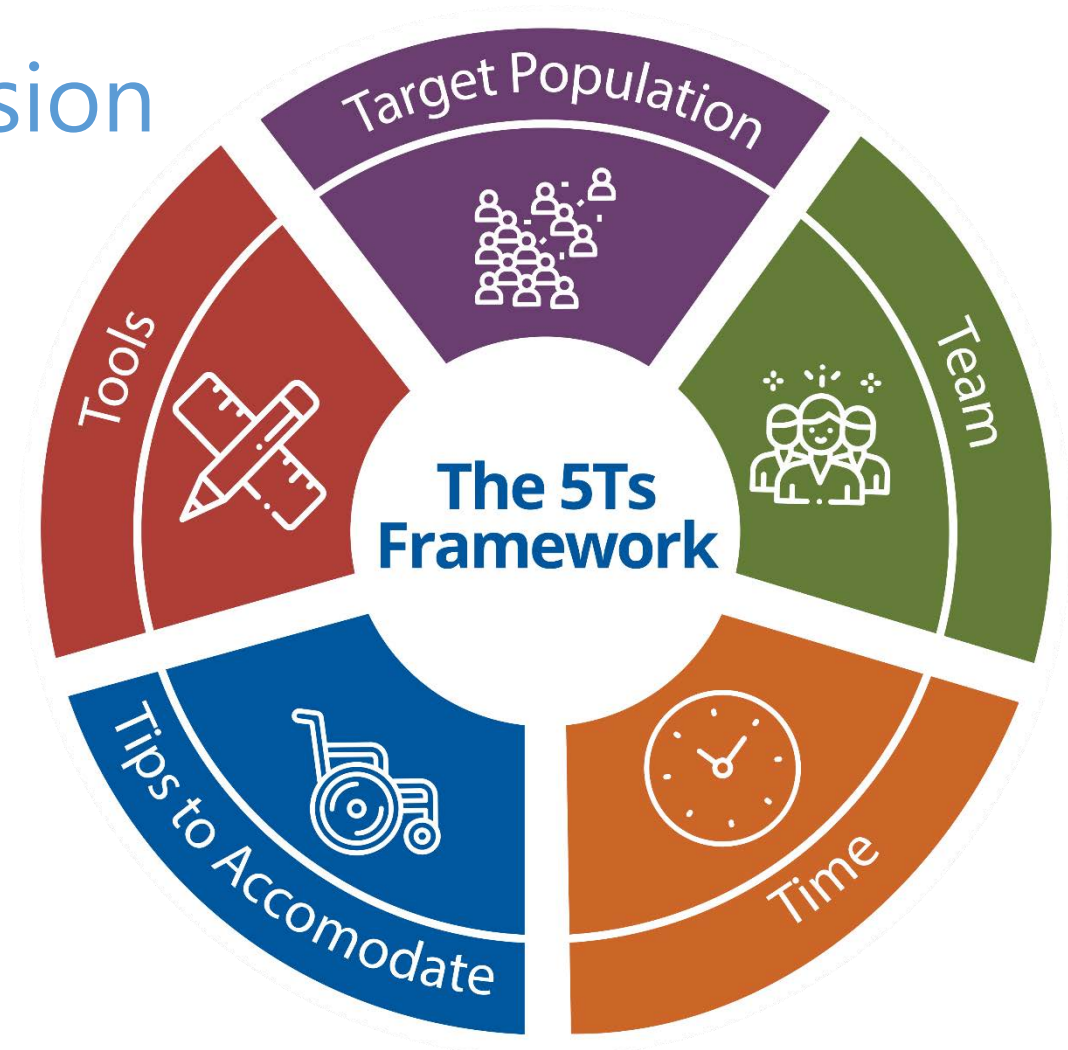 sion
Target Population
Team
Time
Tips to Accomodate
Tools
The 5Ts
Framework